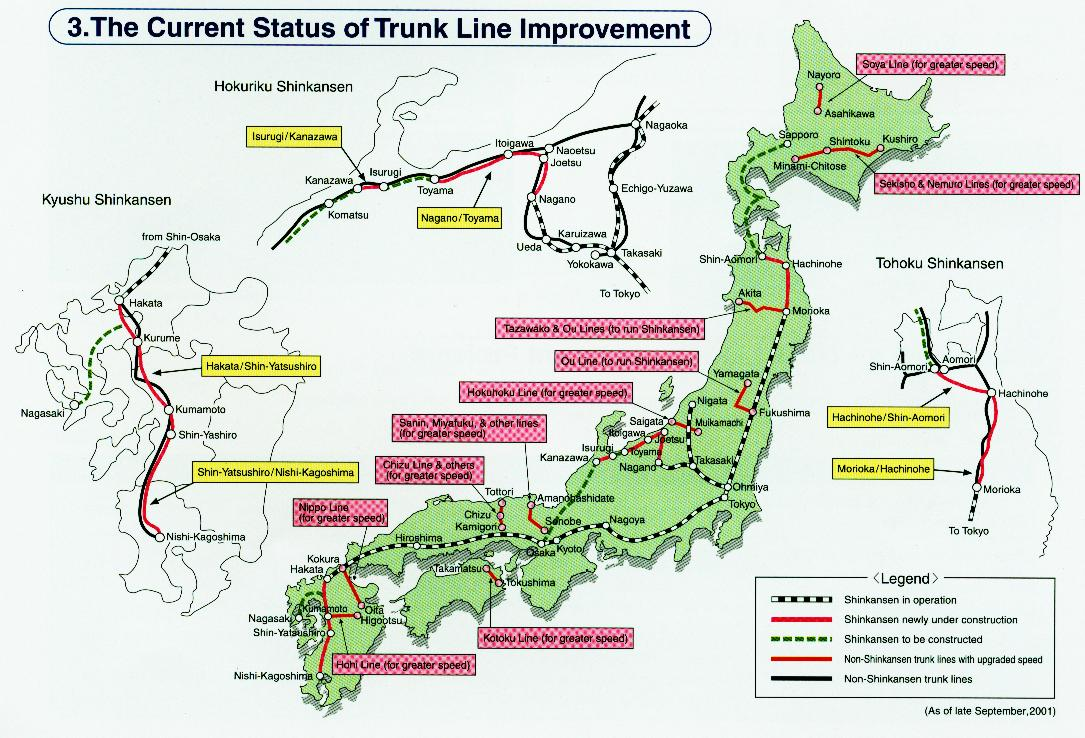 3.The Current Status of Trunk Line Improvement
Hokuriku Shinkansen
Isurugi/Kanazawa
Nagaoka
Itoigawa
Naoetsu
Joetsu
Isurugi
Kanazawa
Toyama
Komatsu
Nagano/Toyama
Nagano
Echigo-Yuzawa
Ueda
Karuizawa
Yokokawa
Takasaki
To Tokyo
Kyushu Shinkansen
from Shin-Osaka
Hakata
Kurume
Hakata/Shin-Yatsushiro
Nagasaki
Kumamoto
Shin-Yashiro
Shin-Yatsushiro/Nishi-Kagoshima
Nishi-Kagoshima
Soya Line (for greater speed)
Nayoro
Asahikawa
Sapporo
Shintoku
Kushiro
Minami-Chitose
Sekisho & Nemuro Lines (for greater speed)
Shin-Aomori
Hachinohe
Akita
Morioka
Tazawako & Ou Lines (to run Shinkansen)
Ou Line (to run Shinkansen)
Yamagata
Hokuhoku Line (for greater speed)
Nigata
Fukushima
Sanin, Miyafuku, & other lines
(for greater speed)
Saigata
Muikamachi
Itoigawa
Joetsu
Isurugi
Toyama
Kanazawa
Nagano
Takasaki
Chizu Line & others
(for greater speed)
Ohmiya
Tokyo
Tottori
Amanohashidate
Nippo Line
(for greater speed)
Chizu
Kamigori
Sonobe
Nagoya
Hiroshima
Osaka
Kyoto
Kokura
Hakata
Takamatsu
Tokushima
Nagasaki
Kumamoto
Oita
Higootsu
Shin-Yatsushiro
Kotoku Line (for greater speed)
Hohi Line (for greater speed)
Nishi-Kagoshima
Tohoku Shinkansen
Shin-Aomori
Aomori
Hachinohe
Hachinohe/Shin-Aomori
Morioka/Hachinohe
Morioka
To Tokyo
〈Legend〉
Shinkansen in operation
Shinkansen newly under construction
Shinkansen to be constructed
Non-Shinkansen trunk lines with upgraded speed
Non-Shinkansen trunk lines
(As of late September,2001)